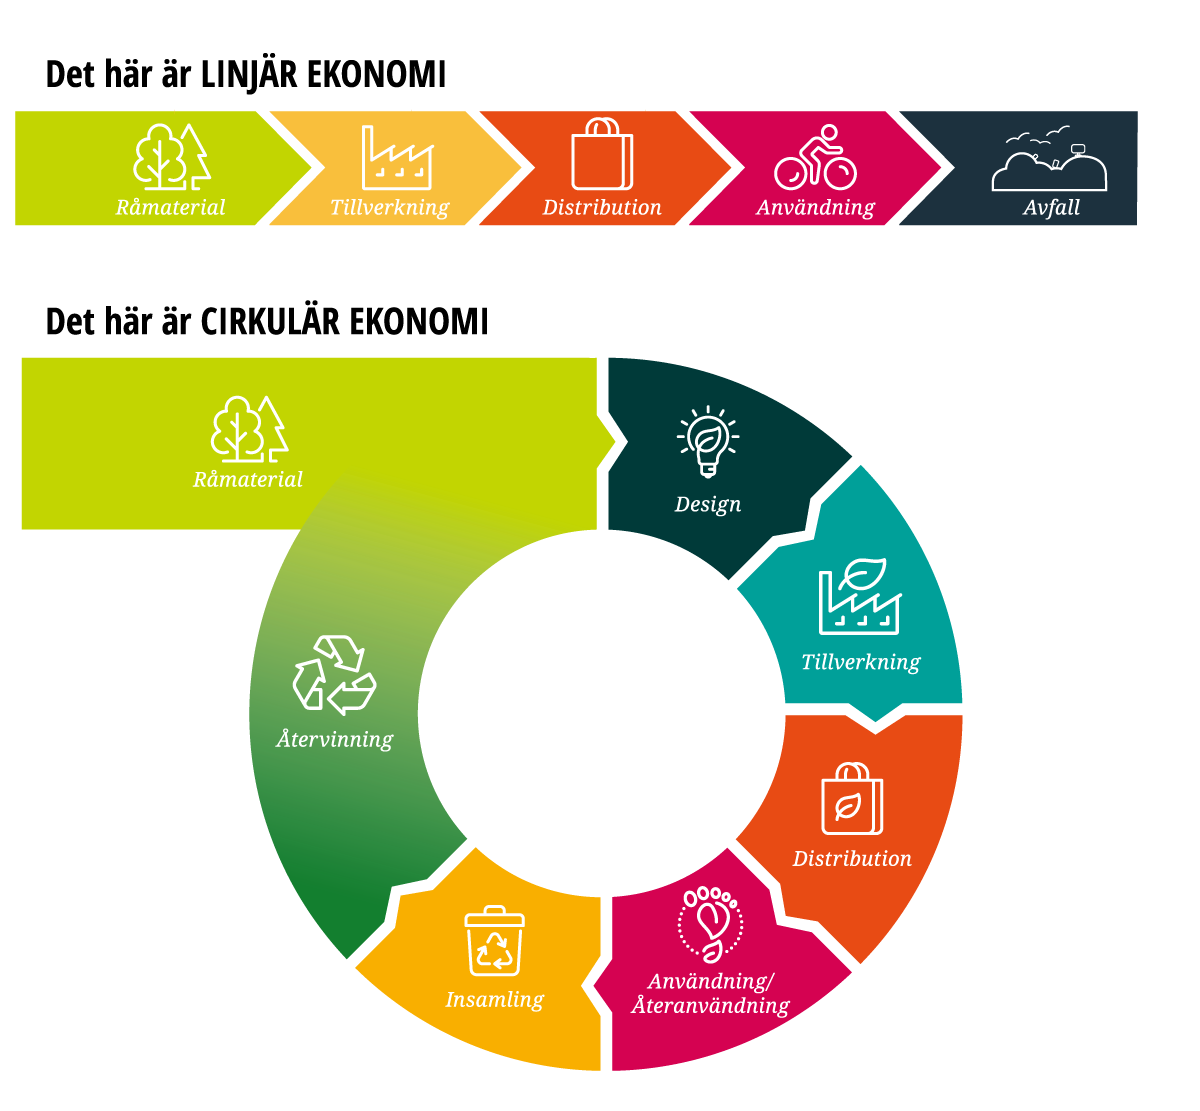 Det här är LINJÄR EKONOMI
Råmaterial
Tillverkning
Distribution
Användning
Avfall
Det här är CIRKULÄR EKONOMI
Råmaterial
Design
Tillverkning
Distribution
Användning/
Återanvändning
Insamling
Återvinning